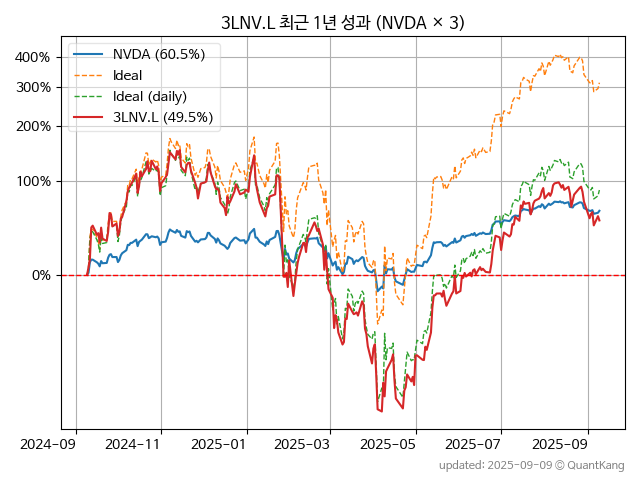 3LNV.L 최근 1년 성과 (NVDA × 3)
NVDA (60.5%)
Ideal
Ideal (daily)
3LNV.L (49.5%)
400%
300%
200%
100%
0%
2024-09 2024-11 2025-01 2025-03 2025-05 2025-07 2025-09
updated: 2025-09-09 © QuantKang